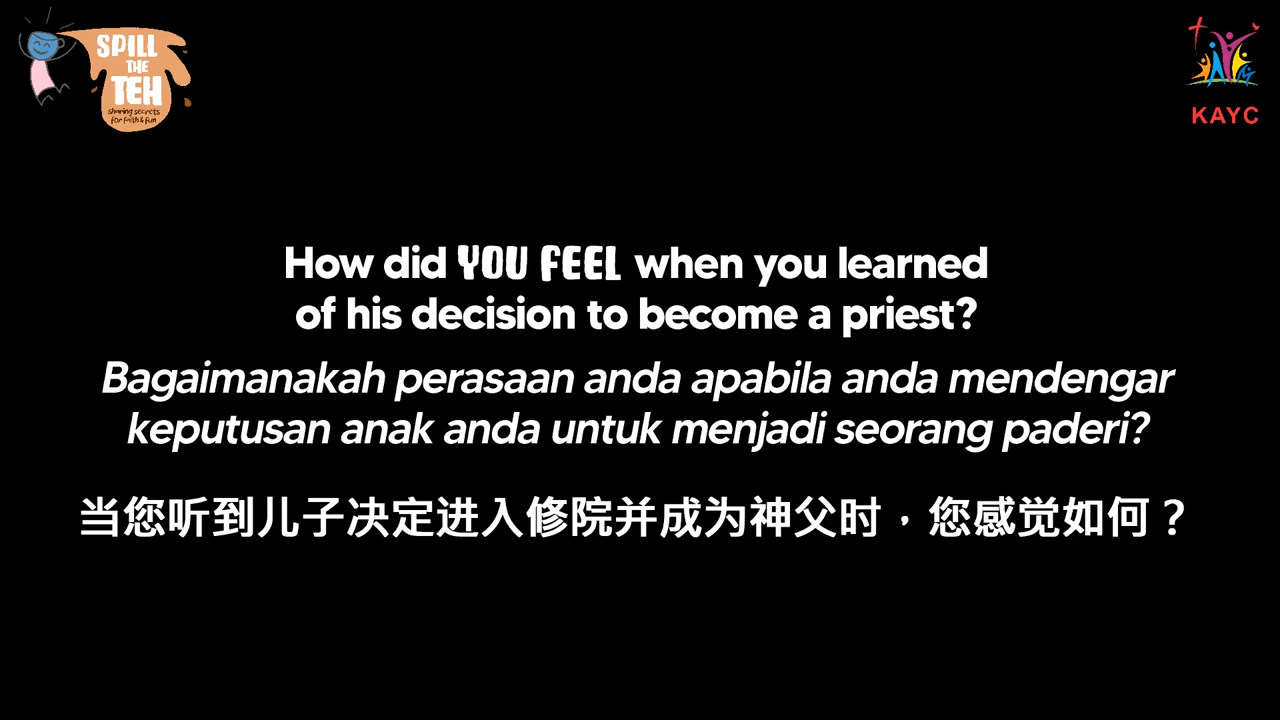 SPILL
THE
TEH
sharing secrets
for faith & fun
KAYC
How did YOU FEEL when you learned
of his decision to become a priest?
Bagaimanakah perasaan anda apabila anda mendengar
keputusan anak anda untuk menjadi seorang paderi?
当您听到儿子决定进入修院并成为神父时，您感觉如何？